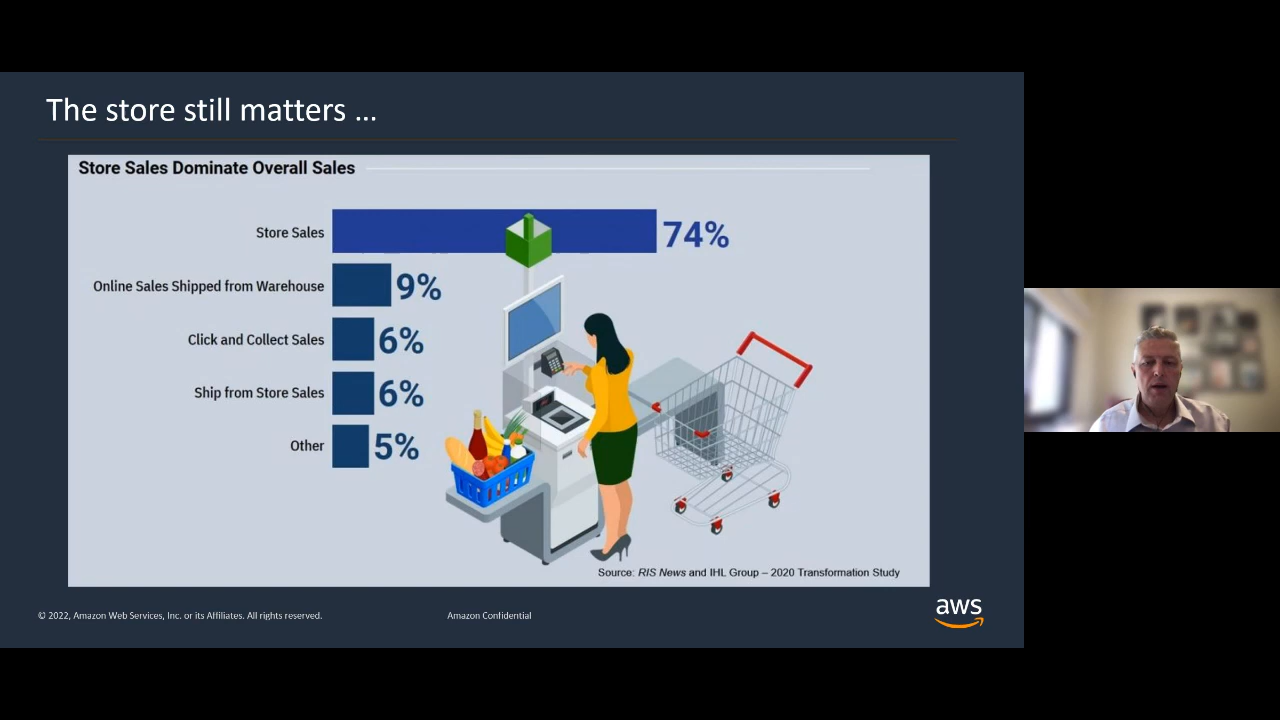 The store still matters ...
Store Sales Dominate Overall Sales
Store Sales
74%
Online Sales Shipped from Warehouse
9%
Click and Collect Sales
6%
Ship from Store Sales
6%
Other
5%
Source: RIS News and IHL Group – 2020 Transformation Study
© 2022, Amazon Web Services, Inc. or its Affiliates. All rights reserved.
Amazon Confidential
aws